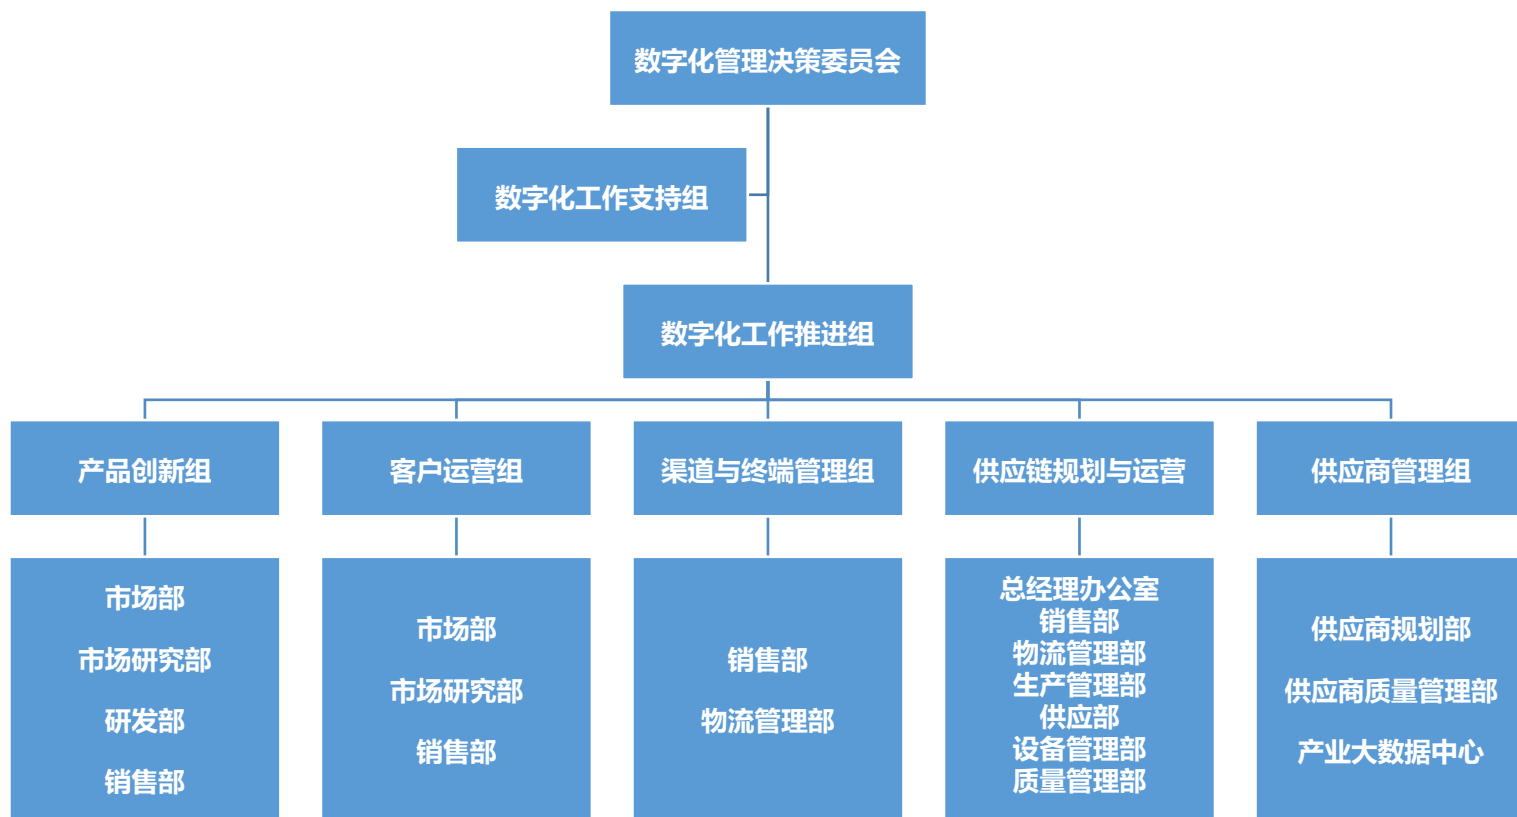 数字化管理决策委员会
数字化工作支持组
数字化工作推进组
产品创新组
客户运营组
渠道与终端管理组
供应链规划与运营
供应商管理组
市场部
市场研究部
研发部
销售部
市场部
市场研究部
销售部
销售部
物流管理部
总经理办公室
销售部
物流管理部
生产管理部
供应部
设备管理部
质量管理部
供应商规划部
供应商质量管理部
产业大数据中心